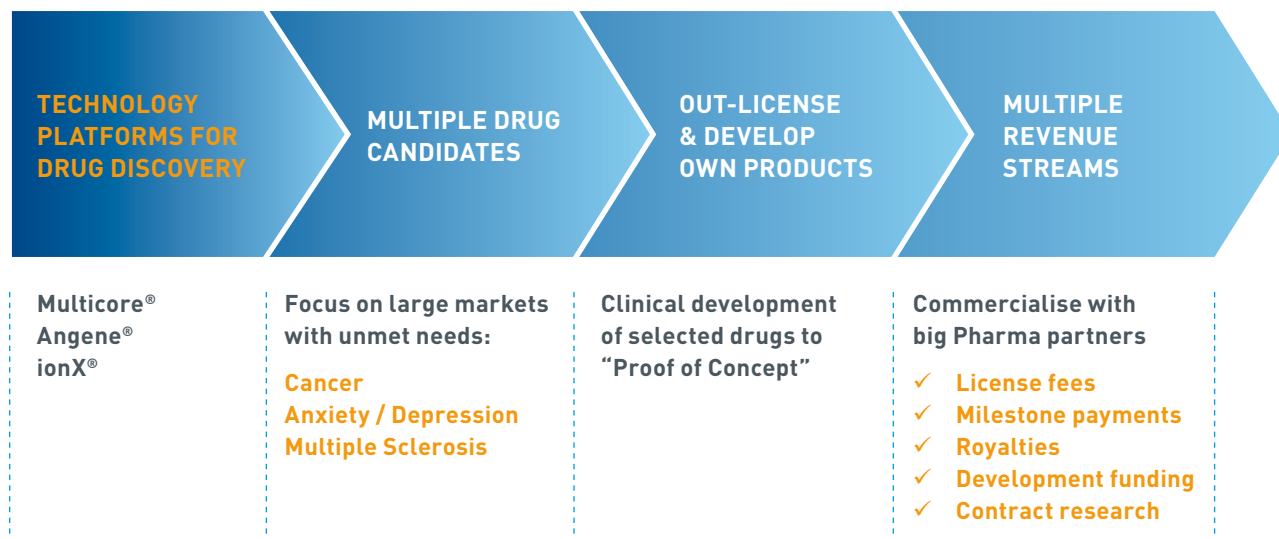 TECHNOLOGY
PLATFORMS FOR
DRUG DISCOVERY
MULTIPLE DRUG
CANDIDATES
OUT-LICENSE
& DEVELOP
OWN PRODUCTS
MULTIPLE
REVENUE
STREAMS
Multicore®
Angene®
ionX®
Focus on large markets
with unmet needs:
Cancer
Anxiety / Depression
Multiple Sclerosis
Clinical development
of selected drugs to
“Proof of Concept”
Commercialise with
big Pharma partners
✓ License fees
✓ Milestone payments
✓ Royalties
✓ Development funding
✓ Contract research